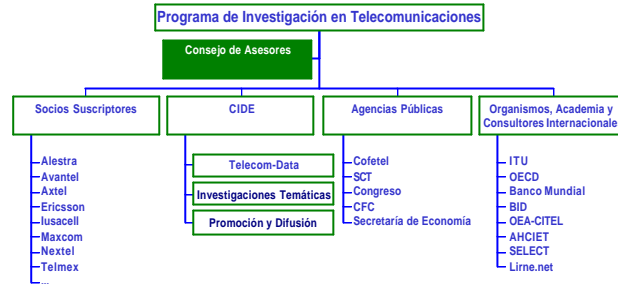 Programa de Investigación en Telecomunicaciones
Consejo de Asesores
Socios Suscriptores
Alestra
Avantel
Axtel
Ericsson
Iusacell
Maxcom
Nextel
Telmex
...
CIDE
Telecom-Data
Investigaciones Temáticas
Promoción y Difusión
Agencias Públicas
Cofetel
SCT
Congreso
CFC
Secretaría de Economía
Organismos, Academia y
Consultores Internacionales
ITU
OECD
Banco Mundial
BID
OEA-CITEL
AHCIET
SELECT
Lirne.net